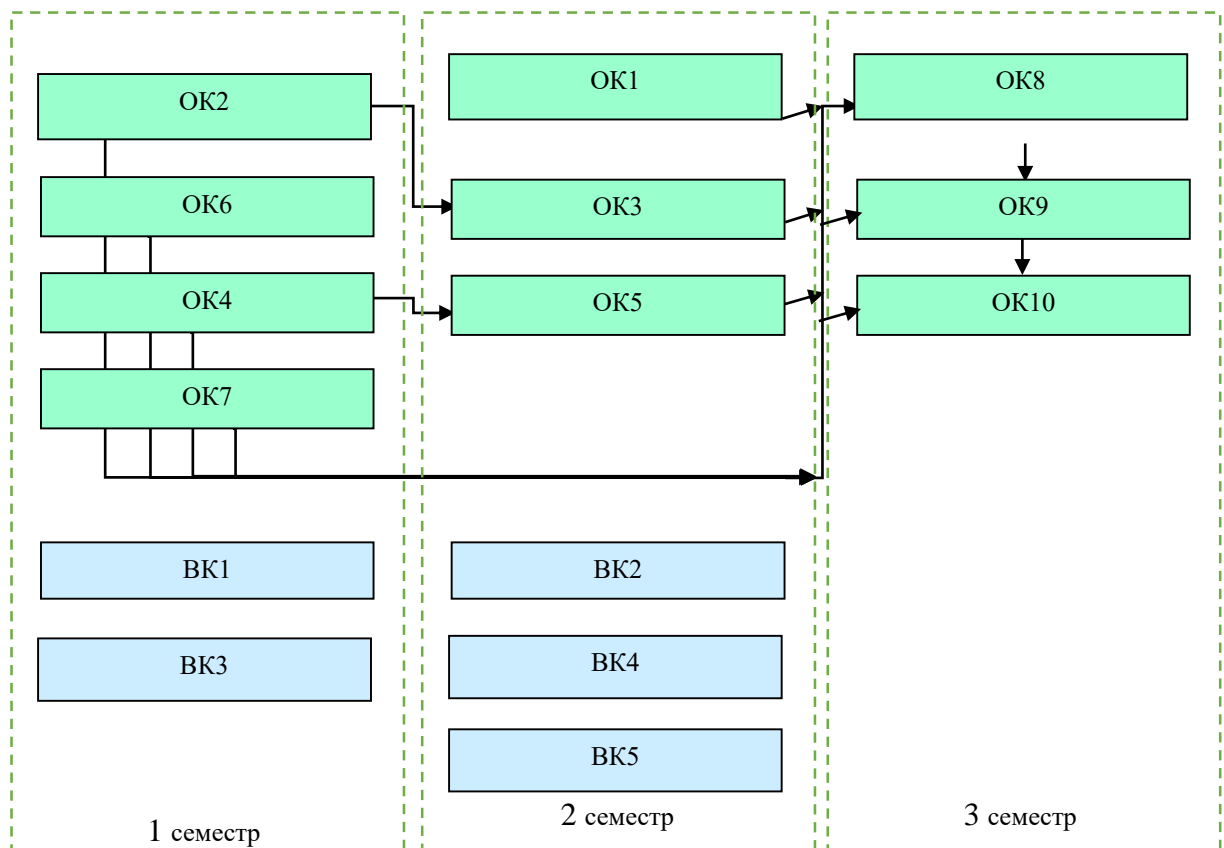 ОК2
ОК6
ОК4
ОК7
ВК1
ВК3
1 семестр
ОК1
ОК3
ОК5
ВК2
ВК4
ВК5
2 семестр
ОК8
ОК9
ОК10
3 семестр